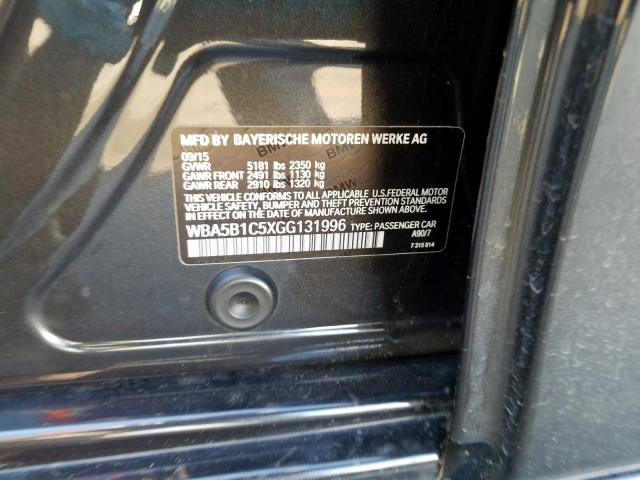 MFD BY BAYERISCHE MOTOREN WERKE AG
09/15
GVWR 5181 lbs 2350 kg
GAWR FRONT 2491 lbs 1130 kg
GAWR REAR 2910 lbs 1320 kg
THIS VEHICLE CONFORMS TO ALL APPLICABLE U.S.FEDERAL MOTOR
VEHICLE SAFETY, BUMPER AND THEFT PREVENTION STANDARDS
IN EFFECT ON THE DATE OF MANUFACTURE SHOWN ABOVE.
WBA5B1C5XGG131996 TYPE: PASSENGER CAR
A90/7
7 315 814